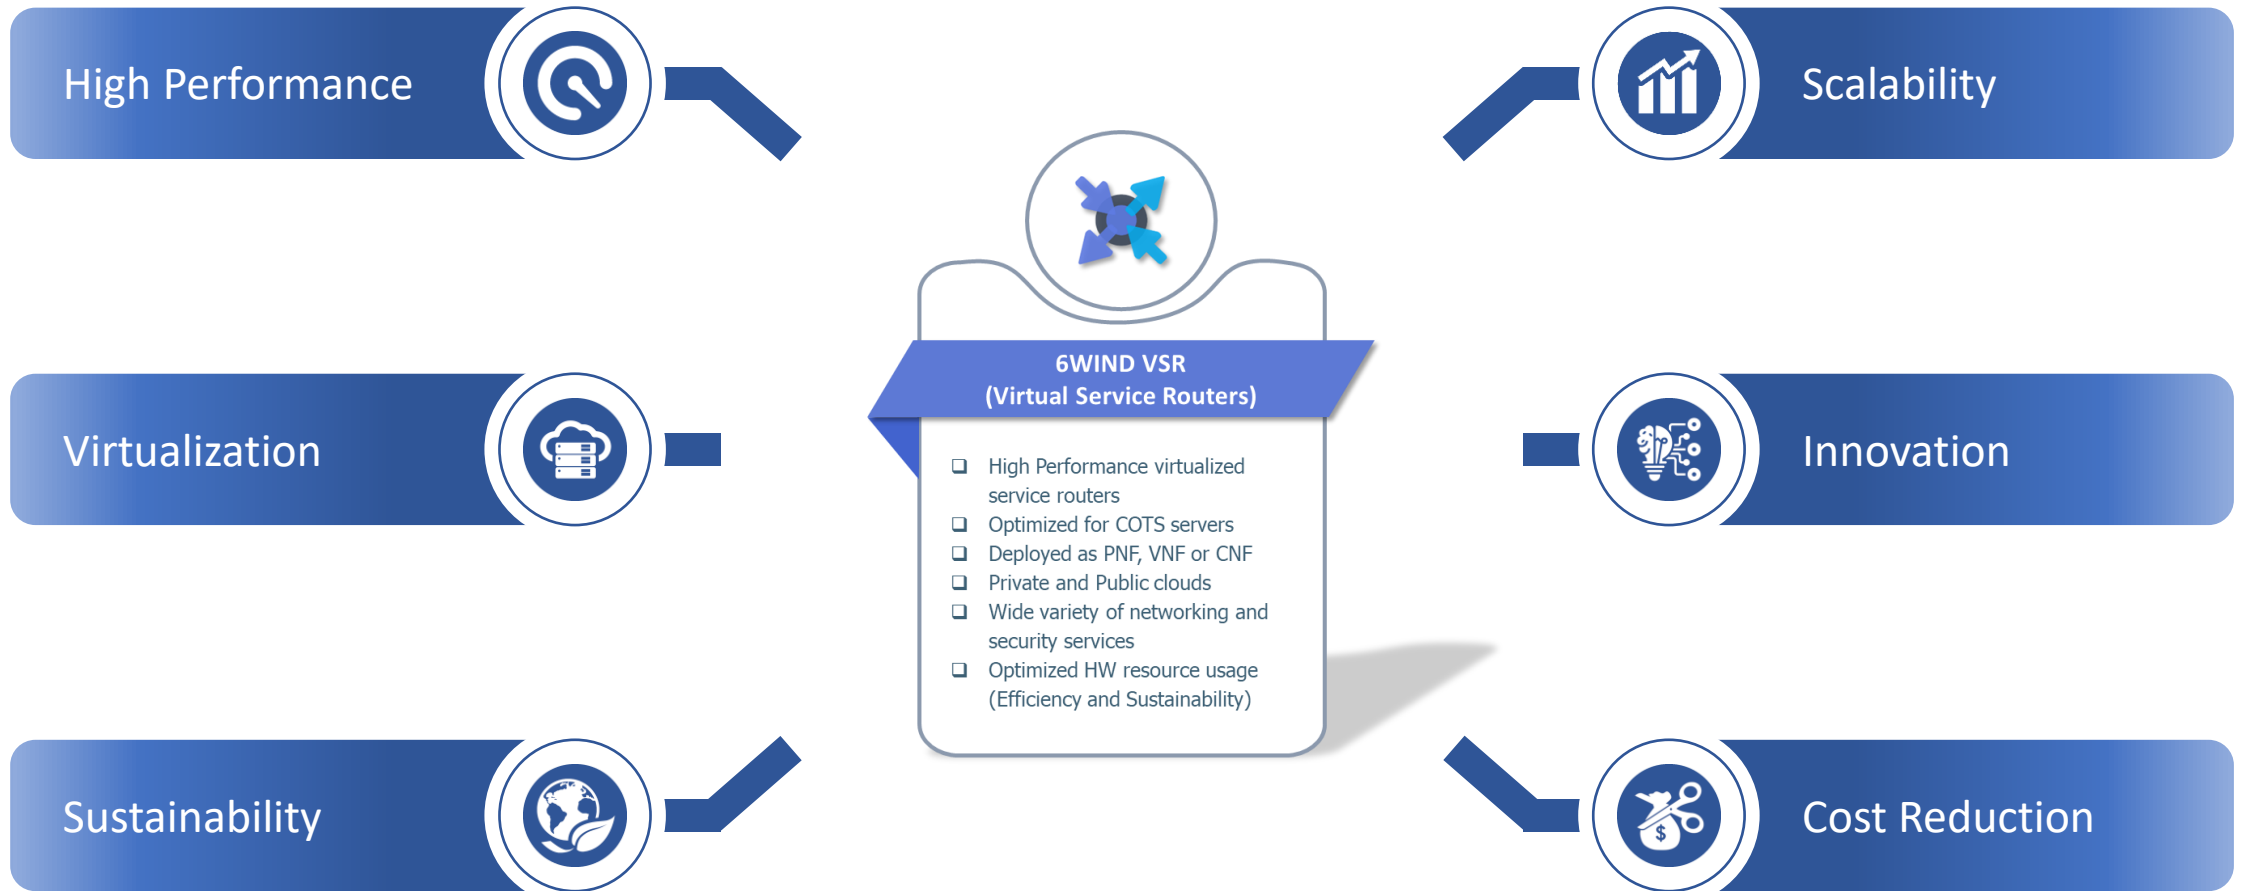 High Performance
Scalability
6WIND VSR
(Virtual Service Routers)
Virtualization
Innovation
❑ High Performance virtualized
service routers
❑ Optimized for COTS servers
❑ Deployed as PNF, VNF or CNF
❑ Private and Public clouds
❑ Wide variety of networking and
security services
❑ Optimized HW resource usage
(Efficiency and Sustainability)
Sustainability
$
Cost Reduction